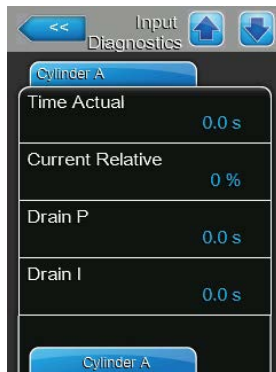 << Input
Diagnostics
Cylinder A
Time Actual
0.0 s
Current Relative
0 %
Drain P
0.0 s
Drain I
0.0 s
Cylinder A